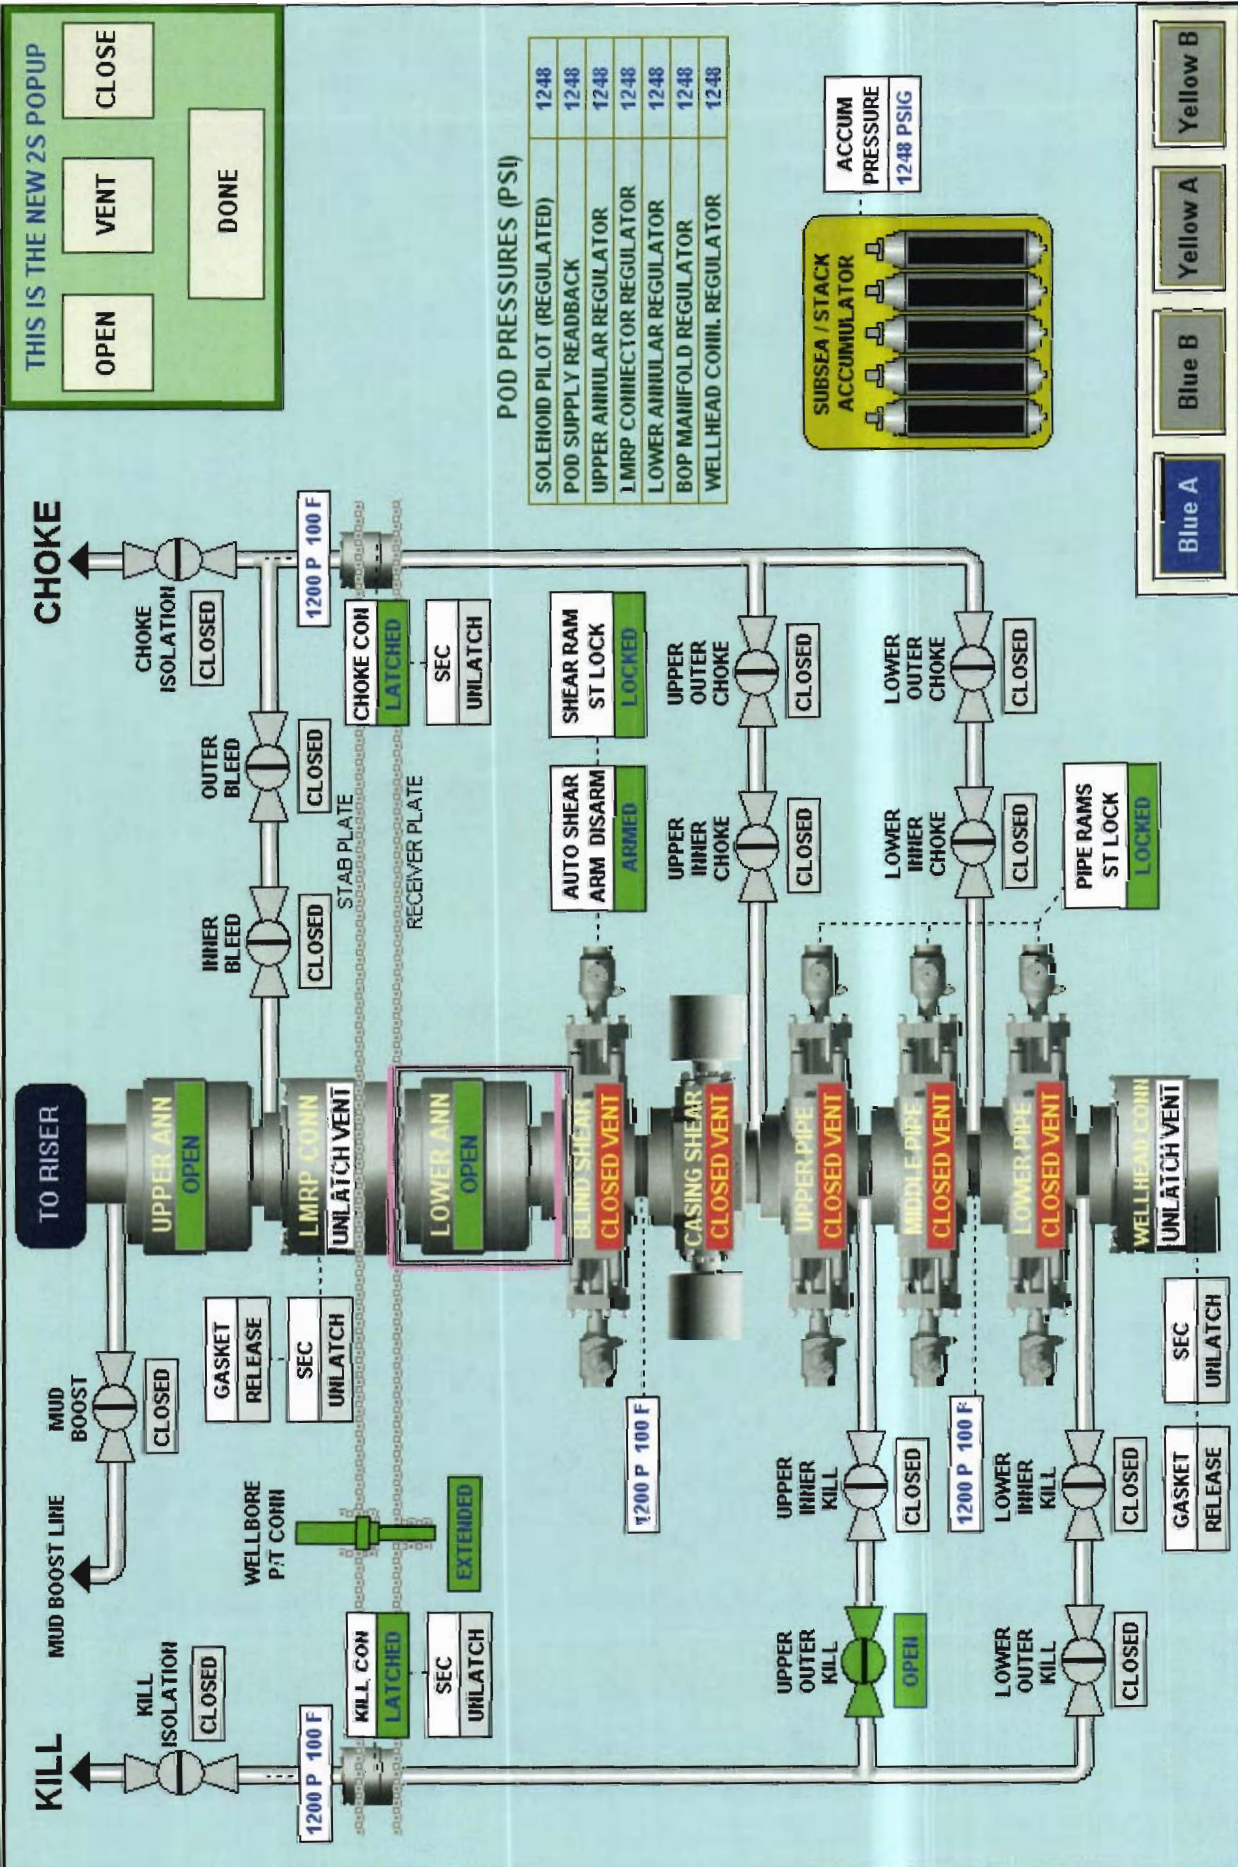 KILL
KILL
ISOLATION
CLOSED
1200 P 100 F
KILL CON
LATCHED
SEC
UNLATCH
MUD BOOST LINE
MUD
BOOST
CLOSED
WELLBORE
P/T CONN
EXTENDED
GASKET
RELEASE
SEC
UNLATCH
TO RISER
UPPER ANN
OPEN
LMRP CONN
UNLATCH VENT
LOWER ANN
OPEN
BLIND SHEAR
CLOSED VENT
CASING SHEAR
CLOSED VENT
UPPER PIPE
CLOSED VENT
MIDDLE PIPE
CLOSED VENT
LOWER PIPE
CLOSED VENT
WELLHEAD CONN
UNLATCH VENT
1200 P 100 F
UPPER
OUTER
KILL
OPEN
UPPER
INNER
KILL
CLOSED
1200 P 100 F
LOWER
OUTER
KILL
CLOSED
LOWER
INNER
KILL
CLOSED
GASKET
RELEASE
SEC
UNLATCH
CHOKE
CHOKE
ISOLATION
CLOSED
INNER
BLEED
CLOSED
OUTER
BLEED
CLOSED
1200 P 100 F
STAB PLATE
RECEIVER PLATE
CHOKE CON
LATCHED
SEC
UNLATCH
AUTO SHEAR
ARM DISARM
ARMED
SHEAR RAM
ST LOCK
LOCKED
UPPER
INNER
CHOKE
CLOSED
UPPER
OUTER
CHOKE
CLOSED
LOWER
INNER
CHOKE
CLOSED
LOWER
OUTER
CHOKE
CLOSED
PIPE RAMS
ST LOCK
LOCKED
THIS IS THE NEW 2S POPUP
OPEN VENT CLOSE
DONE
POD PRESSURES (PSI)
SOLENOID PILOT (REGULATED) 1248
POD SUPPLY READBACK 1248
UPPER ANNULAR REGULATOR 1248
LMRP CONNECTOR REGULATOR 1248
LOWER ANNULAR REGULATOR 1248
BOP MANIFOLD REGULATOR 1248
WELLHEAD CONN. REGULATOR 1248
SUBSEA / STACK
ACCUMULATOR
ACCUM
PRESSURE
1248 PSIG
Blue A Blue B Yellow A Yellow B